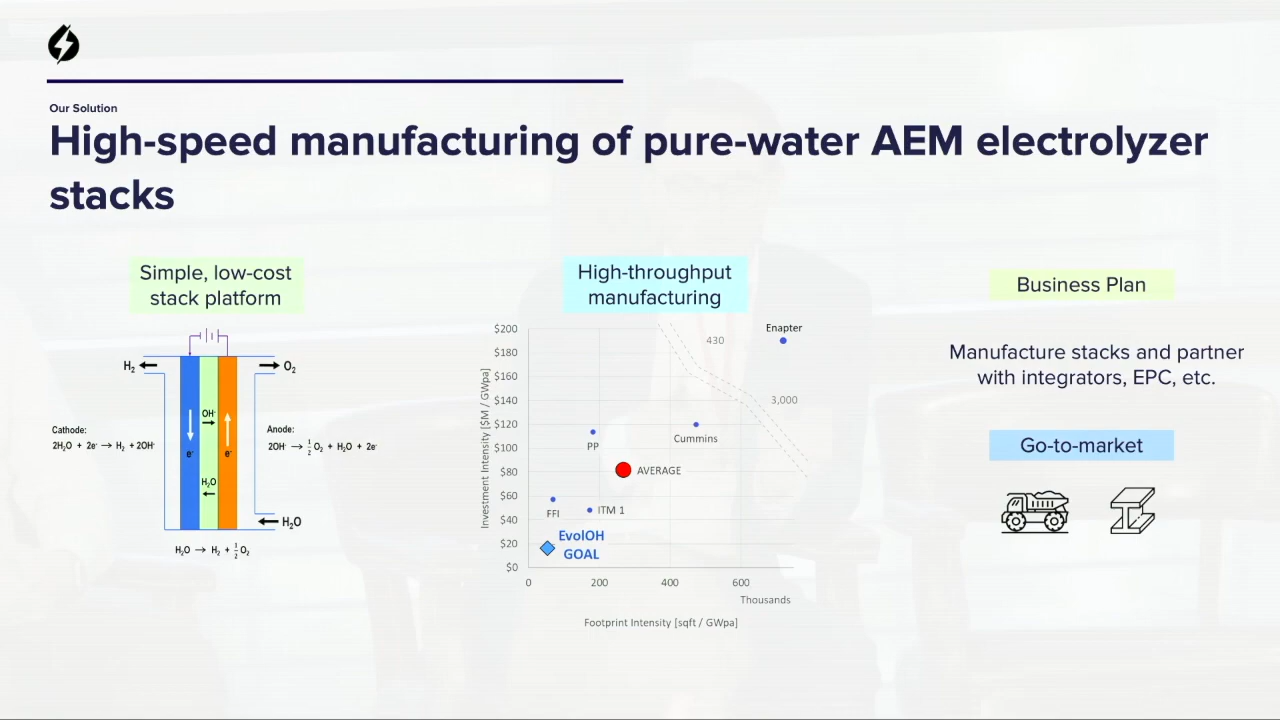 Our Solution
High-speed manufacturing of pure-water AEM electrolyzer
stacks
Simple, low-cost
stack platform
H₂
O₂
OH⁻
Cathode:
2H₂O + 2e⁻ → H₂ + 2OH⁻
Anode:
2OH⁻ → ½ O₂ + H₂O + 2e⁻
e⁻
e⁻
H₂O
H₂O
H₂O → H₂ + ½ O₂
High-throughput
manufacturing
Investment Intensity [$M / GWpa]
$200
$180
$160
$140
$120
$100
$80
$60
$40
$20
$0
Enapter
430
3,000
PP
Cummins
AVERAGE
FFI
ITM 1
EvolOH
GOAL
0
200
400
600
Thousands
Footprint Intensity [sqft / GWpa]
Business Plan
Manufacture stacks and partner
with integrators, EPC, etc.
Go-to-market